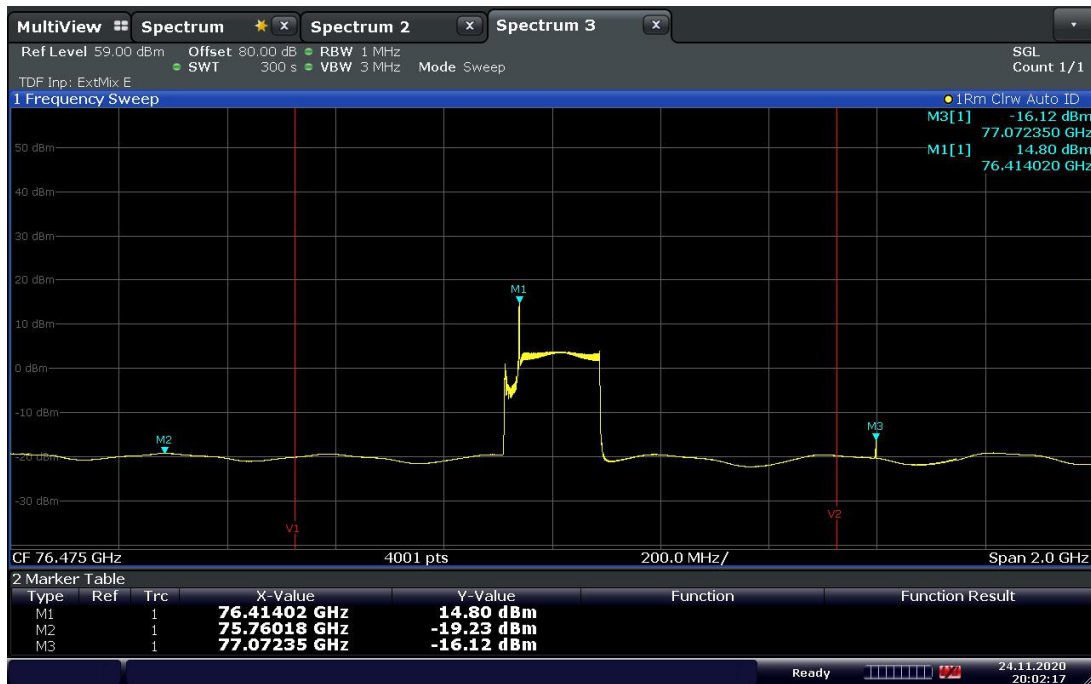 MultiView Spectrum X Spectrum 2 X Spectrum 3 X
Ref Level 59.00 dBm Offset 80.00 dB RBW 1 MHz SGL
SWT 300 s VBW 3 MHz Mode Sweep Count 1/1
TDF Inp: ExtMix E
1 Frequency Sweep 1Rm Clrw Auto ID
M3[1] -16.12 dBm
77.072350 GHz
M1[1] 14.80 dBm
76.414020 GHz
50 dBm
40 dBm
30 dBm
20 dBm
M1
10 dBm
0 dBm
-10 dBm
M2
M3
-20 dBm
-30 dBm
V1
V2
CF 76.475 GHz 4001 pts 200.0 MHz/ Span 2.0 GHz
2 Marker Table
Type Ref Trc X-Value Y-Value Function Function Result
M1 1 76.41402 GHz 14.80 dBm
M2 1 75.76018 GHz -19.23 dBm
M3 1 77.07235 GHz -16.12 dBm
Ready 24.11.2020
20:02:17